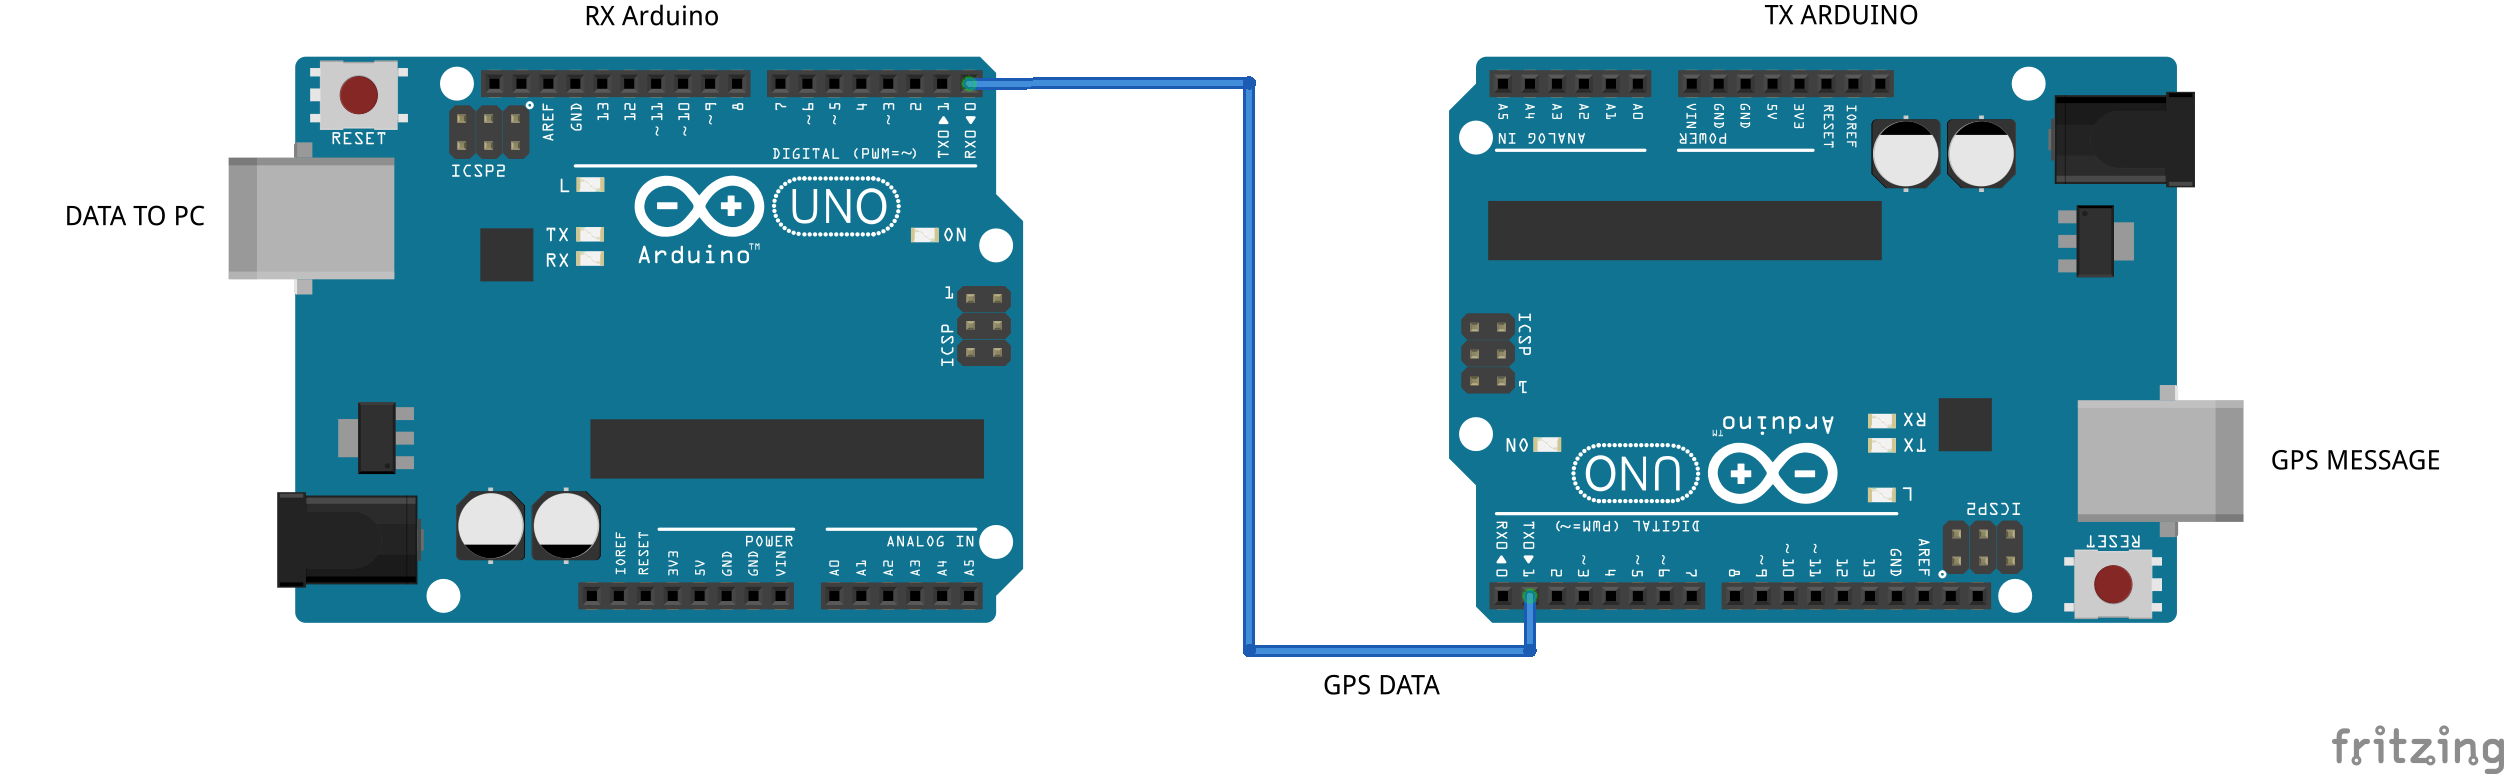 RX Arduino
TX ARDUINO
DATA TO PC
GPS MESSAGE
GPS DATA
RESET
ICSP2
AREF
GND
13
12
~11
~10
~9
8
7
~6
~5
4
~3
2
TX0▶1
RX0◀0
DIGITAL (PWM=~)
L
TX
RX
UNO
Arduino™
ON
1
ICSP
IOREF
RESET
3V3
5V
GND
GND
VIN
POWER
A0
A1
A2
A3
A4
A5
ANALOG IN
A5
A4
A3
A2
A1
A0
ANALOG IN
VIN
GND
GND
5V
3V3
RESET
IOREF
POWER
ICSP
1
Arduino™
UNO
ON
RX
TX
L
ICSP2
DIGITAL (PWM=~)
RX0◀0
TX0▶1
2
~3
4
~5
~6
7
8
~9
~10
~11
12
13
GND
AREF
RESET
fritzing